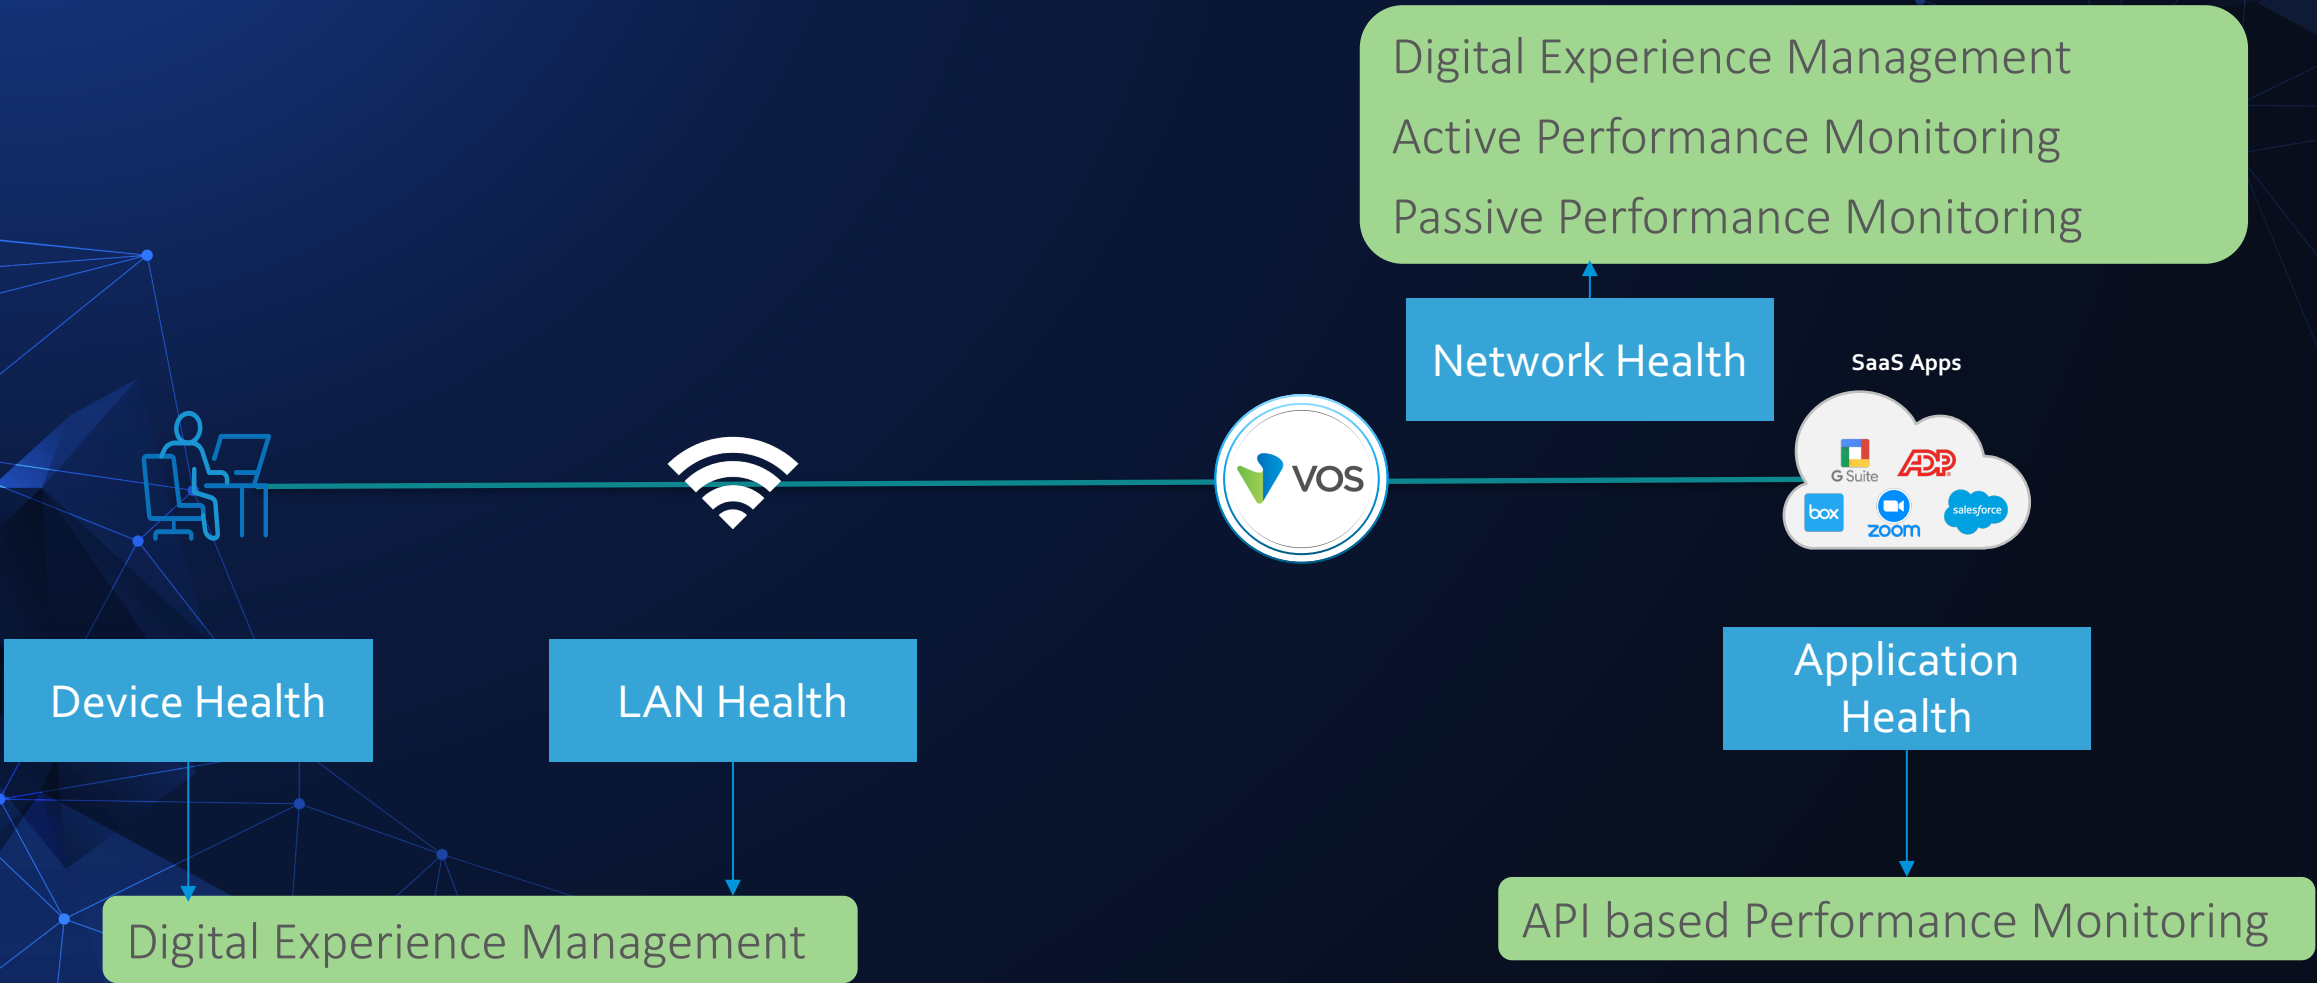 Digital Experience Management
Active Performance Monitoring
Passive Performance Monitoring
Network Health
SaaS Apps
G Suite
ADP
box
zoom
salesforce
VOS
Device Health
LAN Health
Application
Health
Digital Experience Management
API based Performance Monitoring